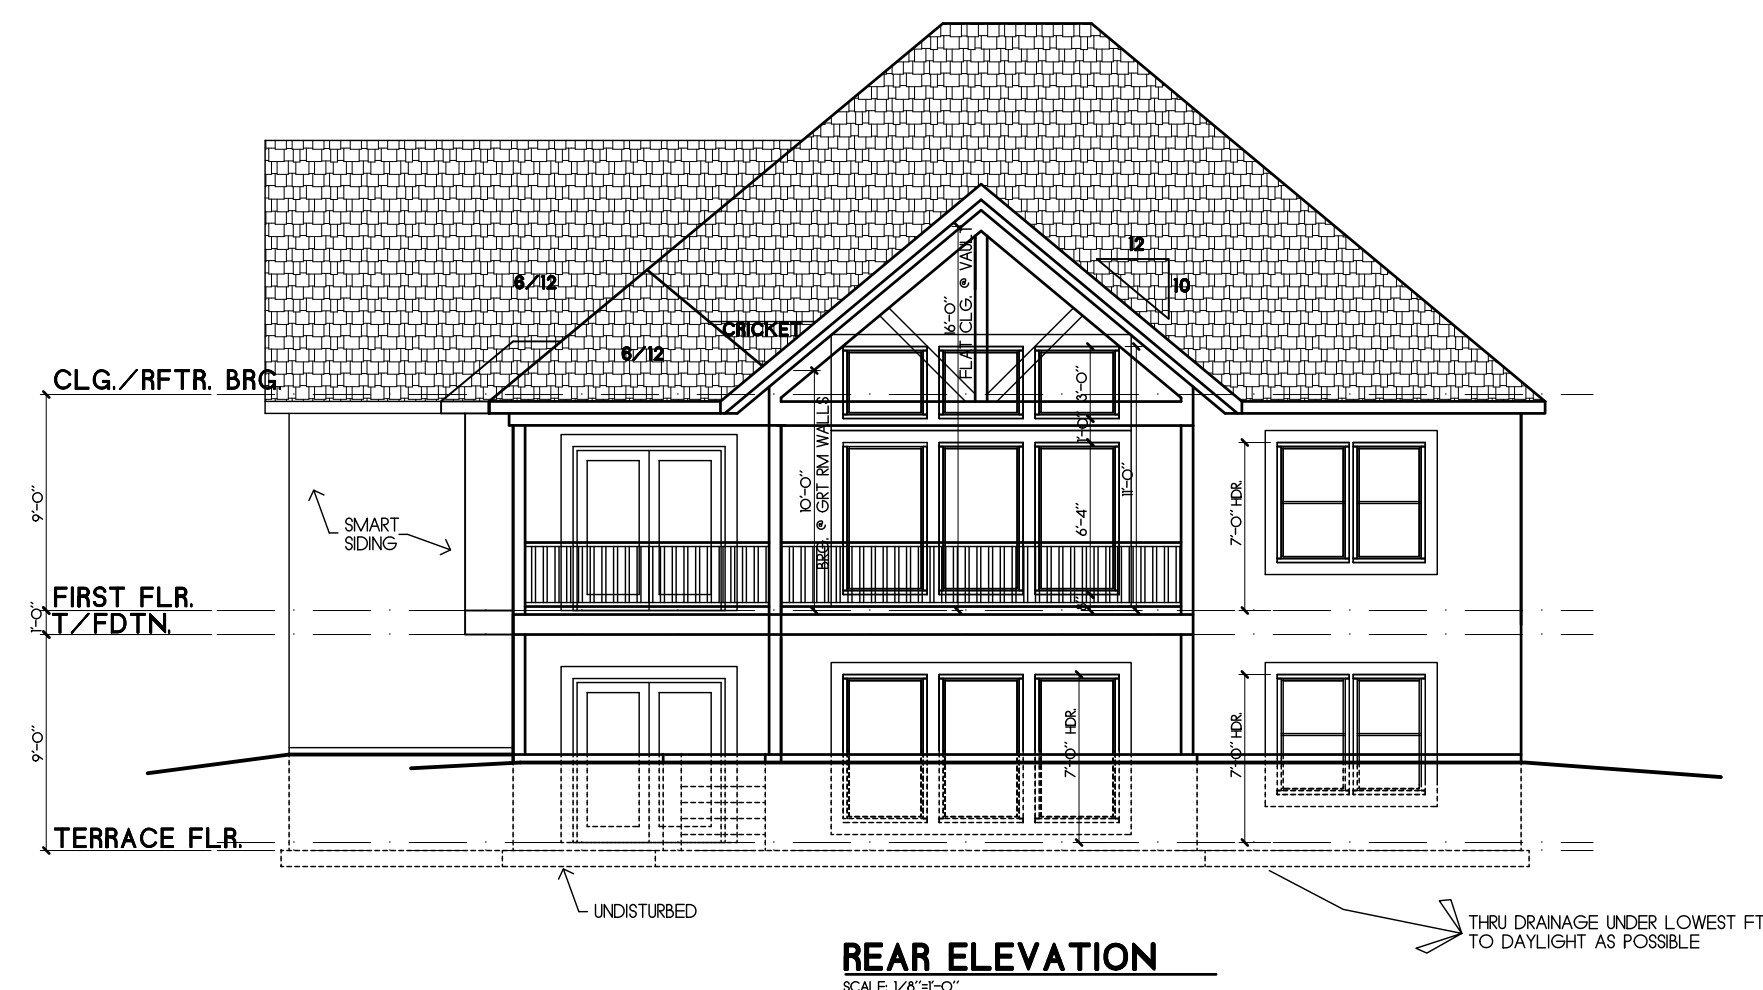 12
10
6/12
CRICKET
6/12
16'-0"
FLAT CLG. @ VAULT
CLG./RFTR. BRG.
3'-0"
1'-0"
10'-0"
BRG. @ GRT RM WALLS
11'-0"
6'-4"
8"
9'-0"
7'-0" HDR.
SMART
SIDING
FIRST FLR.
1'-0"
T/FDTN.
9'-0"
7'-0" HDR.
7'-0" HDR.
TERRACE FLR.
UNDISTURBED
THRU DRAINAGE UNDER LOWEST FT
TO DAYLIGHT AS POSSIBLE
REAR ELEVATION
SCALE: 1/8"=1'-0"